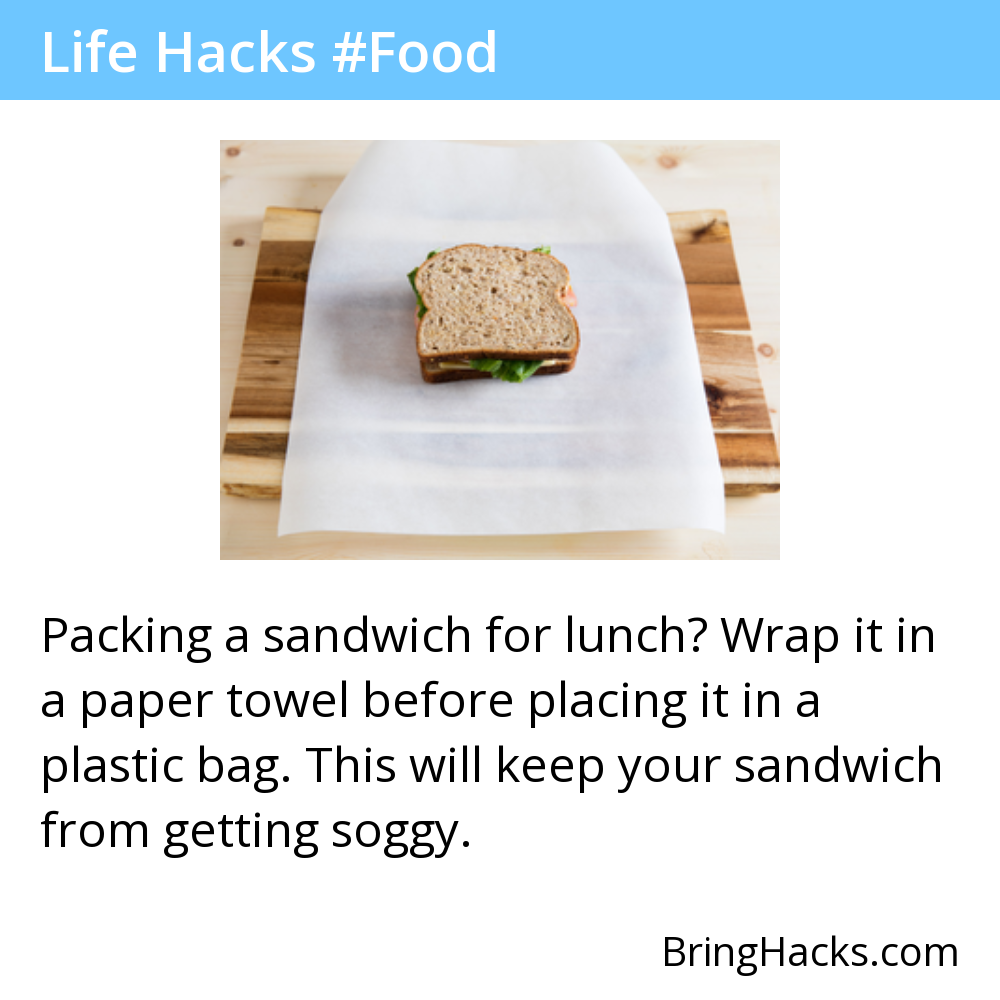 Life Hacks #Food
Packing a sandwich for lunch? Wrap it in
a paper towel before placing it in a
plastic bag. This will keep your sandwich
from getting soggy.
BringHacks.com